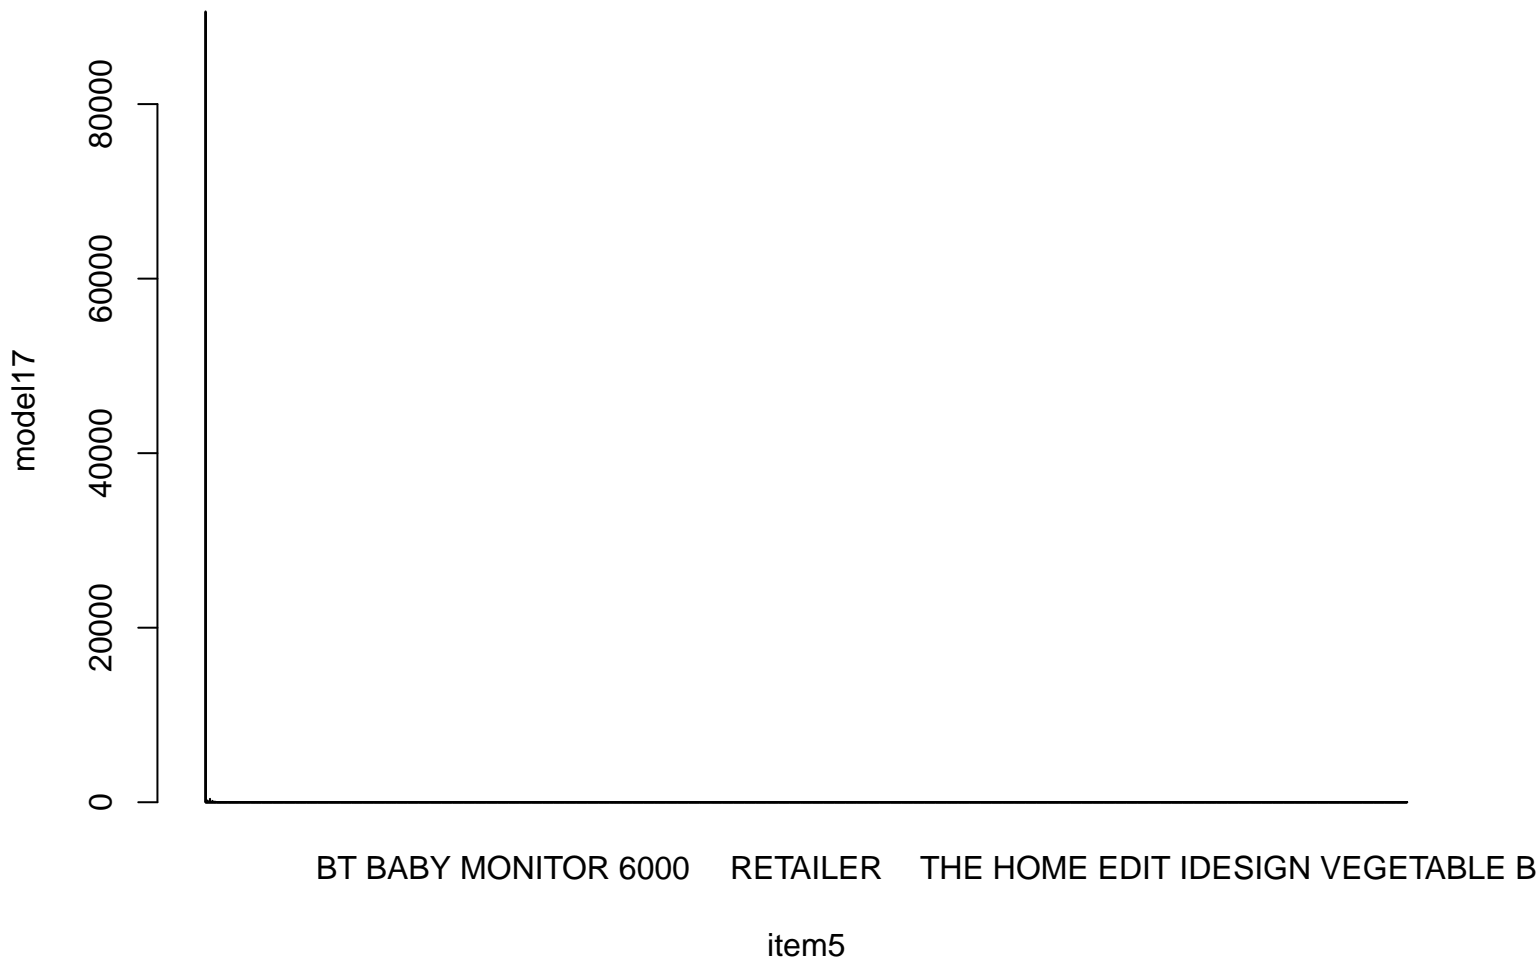 80000
60000
40000
20000
0
model17
BT BABY MONITOR 6000 RETAILER THE HOME EDIT IDESIGN VEGETABLE B
item5